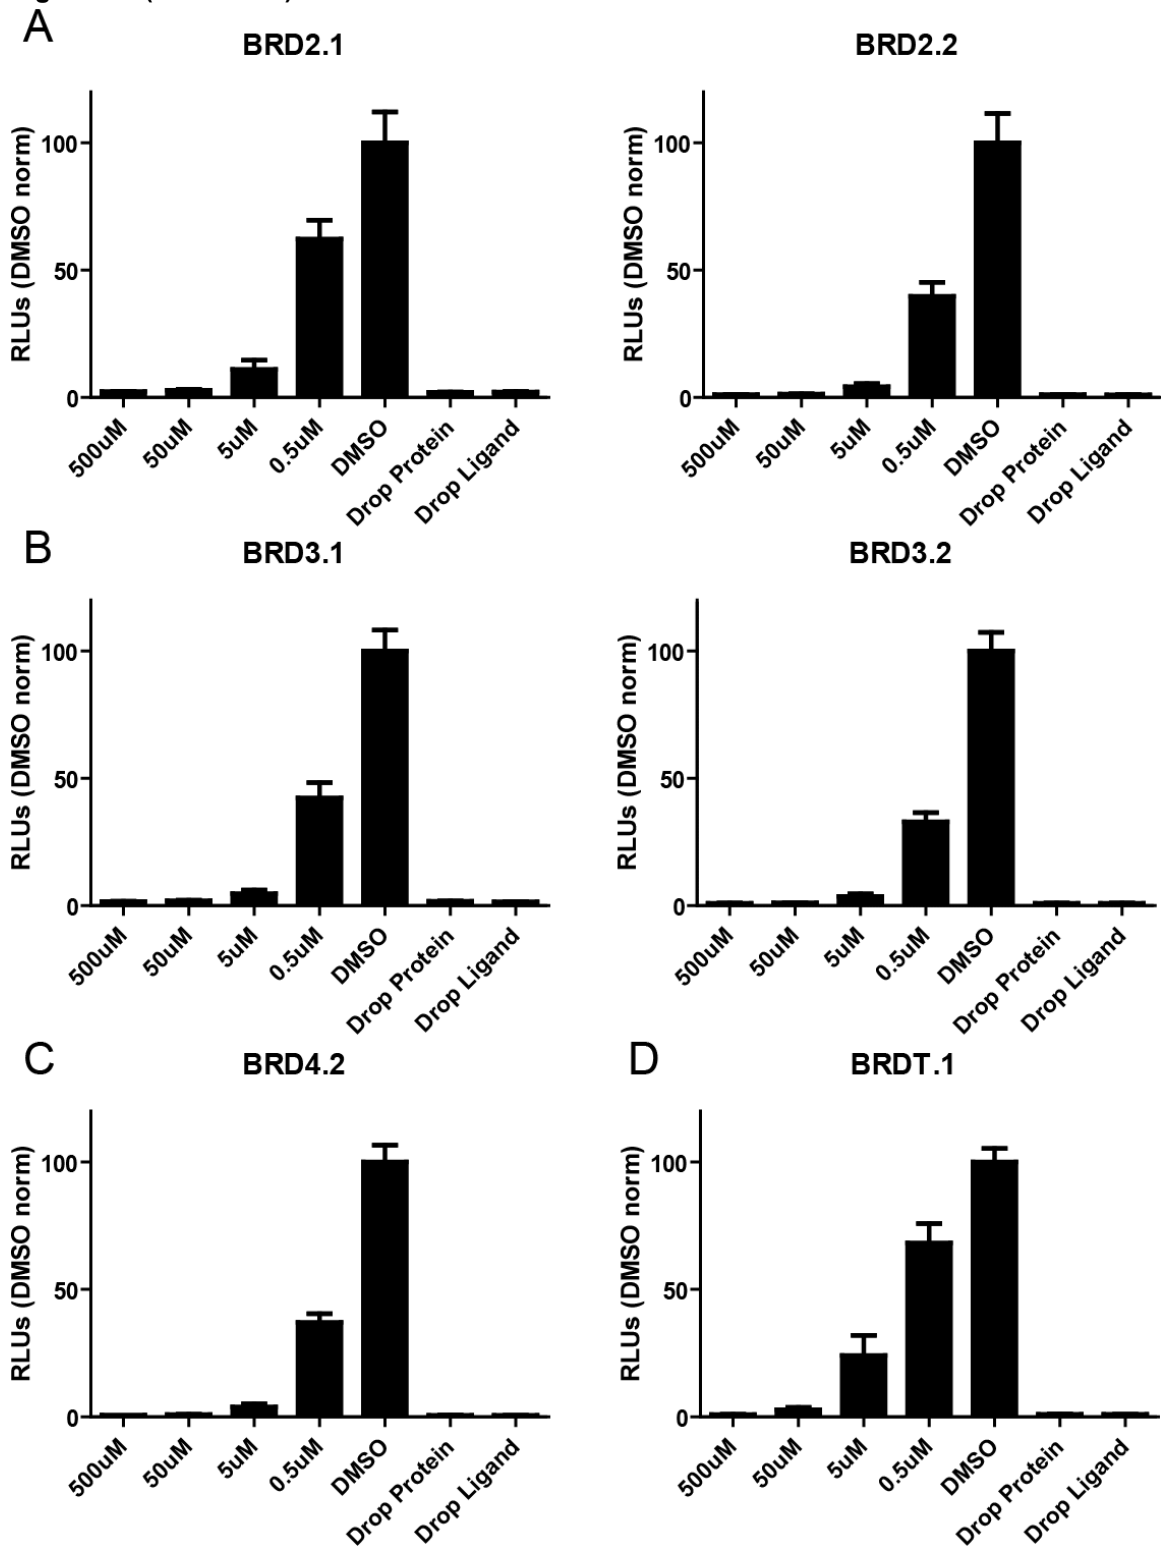 A
BRD2.1
BRD2.2
RLUs (DMSO norm)
100
50
0
500uM
50uM
5uM
0.5uM
DMSO
Drop Protein
Drop Ligand
RLUs (DMSO norm)
100
50
0
500uM
50uM
5uM
0.5uM
DMSO
Drop Protein
Drop Ligand
B
BRD3.1
BRD3.2
RLUs (DMSO norm)
100
50
0
500uM
50uM
5uM
0.5uM
DMSO
Drop Protein
Drop Ligand
RLUs (DMSO norm)
100
50
0
500uM
50uM
5uM
0.5uM
DMSO
Drop Protein
Drop Ligand
C
BRD4.2
RLUs (DMSO norm)
100
50
0
500uM
50uM
5uM
0.5uM
DMSO
Drop Protein
Drop Ligand
D
BRDT.1
RLUs (DMSO norm)
100
50
0
500uM
50uM
5uM
0.5uM
DMSO
Drop Protein
Drop Ligand